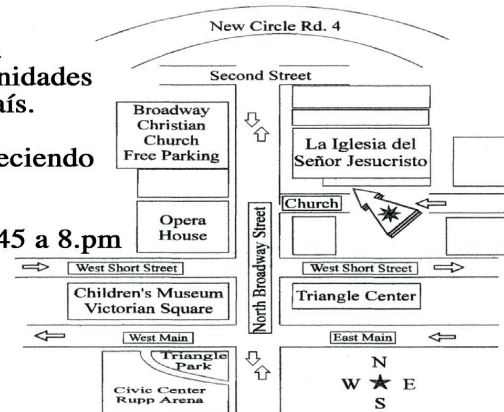 New Circle Rd. 4
nidades
Second Street
aís.
Broadway
Christian
Church
Free Parking
La Iglesia del
Señor Jesucristo
eciendo
Church
Opera
House
45 a 8.pm
North Broadway Street
West Short Street
West Short Street
Children's Museum
Victorian Square
Triangle Center
West Main
East Main
Triangle
Park
Civic Center
Rupp Arena
N
W E
S